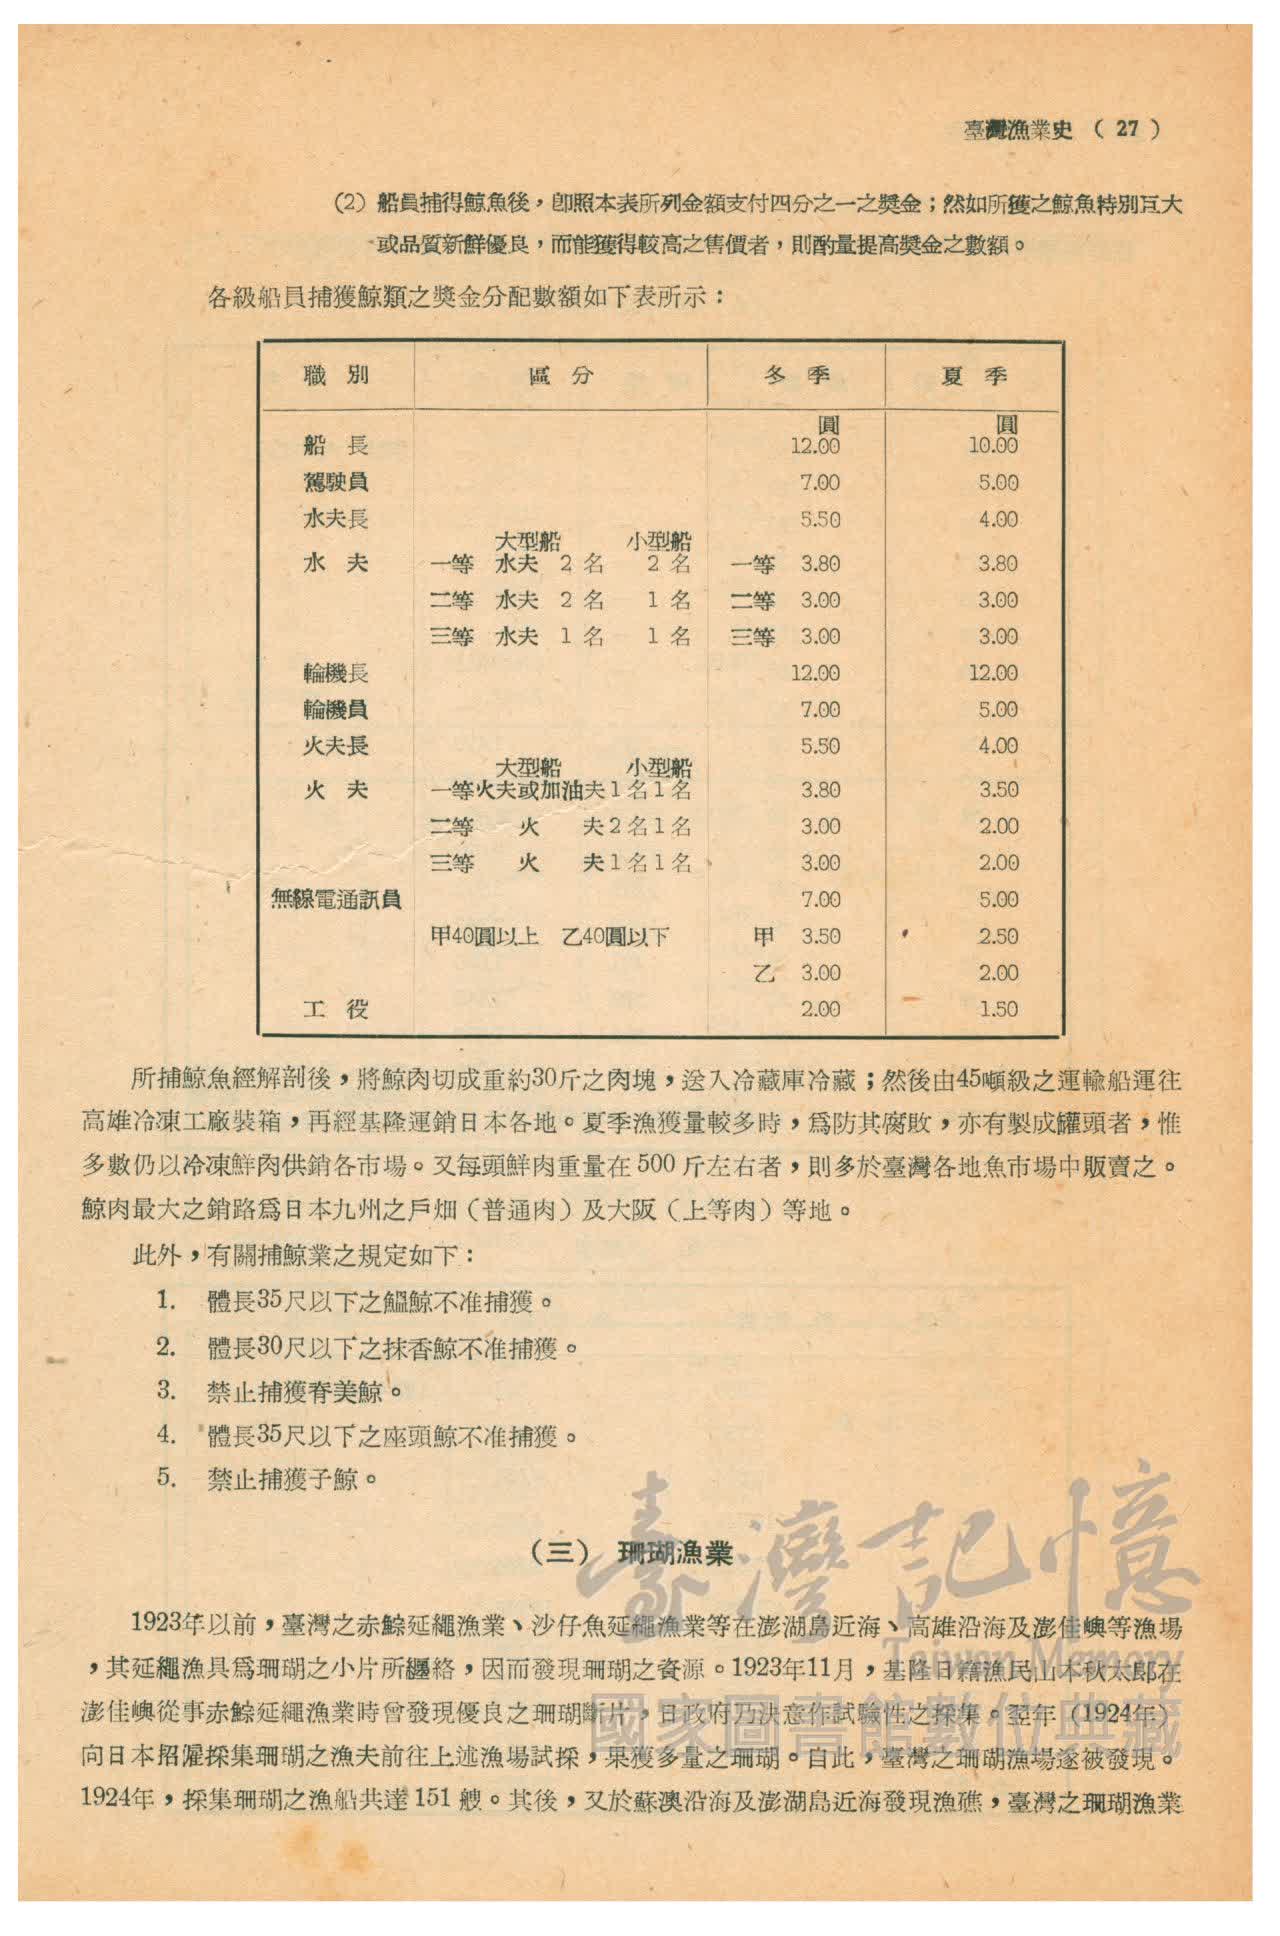 臺灣漁業史 ( 27 )
(2) 船員捕得鯨魚後，卽照本表所列金額支付四分之一之獎金；然如所獲之鯨魚特別巨大
或品質新鮮優良，而能獲得較高之售價者，則酌量提高獎金之數額。
各級船員捕獲鯨類之獎金分配數額如下表所示：
職 別 區 分 冬 季 夏 季
圓 圓
船 長 12.00 10.00
駕駛員 7.00 5.00
水夫長 5.50 4.00
大型船 小型船
水 夫 一等 水夫 2 名 2 名 一等 3.80 3.80
二等 水夫 2 名 1 名 二等 3.00 3.00
三等 水夫 1 名 1 名 三等 3.00 3.00
輪機長 12.00 12.00
輪機員 7.00 5.00
火夫長 5.50 4.00
大型船 小型船
火 夫 一等火夫或加油夫1名1名 3.80 3.50
二等 火 夫2名1名 3.00 2.00
三等 火 夫1名1名 3.00 2.00
無線電通訊員 7.00 5.00
甲40圓以上 乙40圓以下 甲 3.50 2.50
乙 3.00 2.00
工 役 2.00 1.50
所捕鯨魚經解剖後，將鯨肉切成重約30斤之肉塊，送入冷藏庫冷藏；然後由45噸級之運輸船運往
高雄冷凍工廠裝箱，再經基隆運銷日本各地。夏季漁獲量較多時，爲防其腐敗，亦有製成罐頭者，惟
多數仍以冷凍鮮肉供銷各市場。又每頭鮮肉重量在 500 斤左右者，則多於臺灣各地魚市場中販賣之。
鯨肉最大之銷路爲日本九州之戶畑（普通肉）及大阪（上等肉）等地。
此外，有關捕鯨業之規定如下：
1. 體長35尺以下之鰮鯨不准捕獲。
2. 體長30尺以下之抹香鯨不准捕獲。
3. 禁止捕獲脊美鯨。
4. 體長35尺以下之座頭鯨不准捕獲。
5. 禁止捕獲子鯨。
（三） 珊瑚漁業
1923年以前，臺灣之赤鯮延繩漁業、沙仔魚延繩漁業等在澎湖島近海、高雄沿海及澎佳嶼等漁場
，其延繩漁具爲珊瑚之小片所纒絡，因而發現珊瑚之資源。1923年11月，基隆日籍漁民山本秋太郎在
澎佳嶼從事赤鯮延繩漁業時曾發現優良之珊瑚斷片，日政府乃決意作試驗性之採集。翌年（1924年）
向日本招雇採集珊瑚之漁夫前往上述漁場試採，果獲多量之珊瑚。自此，臺灣之珊瑚漁場遂被發現。
1924年，採集珊瑚之漁船共達 151 艘。其後，又於蘇澳沿海及澎湖島近海發現漁礁，臺灣之珊瑚漁業
臺灣記憶
Taiwan Memory
國家圖書館數位典藏